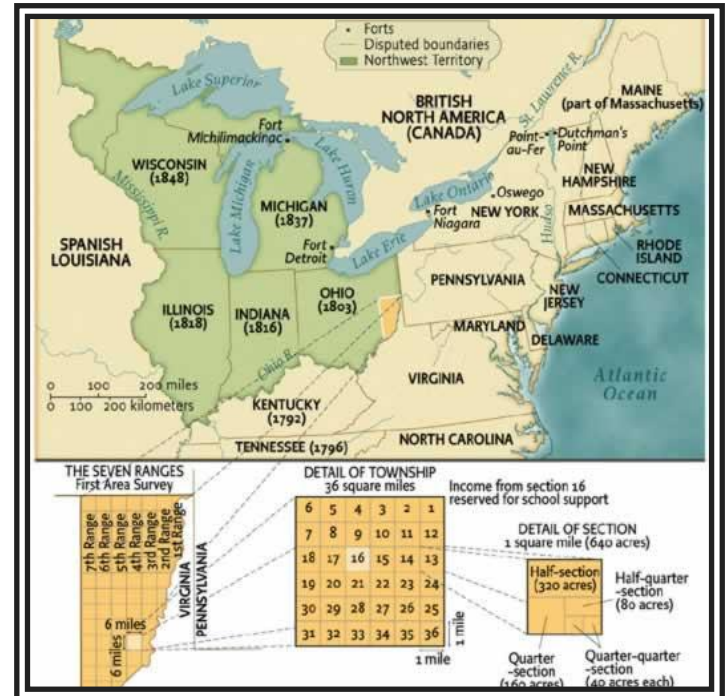 Forts
Disputed boundaries
Northwest Territory
Lake Superior
BRITISH
NORTH AMERICA
(CANADA)
St. Lawrence R.
MAINE
(part of Massachusetts)
Fort
Michilimackinac
Point-
au-Fer
Dutchman's
Point
WISCONSIN
(1848)
Lake Huron
NEW
HAMPSHIRE
Mississippi R.
Lake Michigan
MICHIGAN
(1837)
Lake Ontario
Oswego
Fort
Niagara
NEW YORK
Hudso
MASSACHUSETTS
SPANISH
LOUISIANA
Fort
Detroit
Lake Erie
RHODE
ISLAND
CONNECTICUT
PENNSYLVANIA
NEW
JERSEY
ILLINOIS
(1818)
INDIANA
(1816)
OHIO
(1803)
MARYLAND
DELAWARE
Ohio R.
VIRGINIA
Atlantic
Ocean
0 100 200 miles
0 100 200 kilometers
KENTUCKY
(1792)
TENNESSEE (1796)
NORTH CAROLINA
THE SEVEN RANGES
First Area Survey
7th Range
6th Range
5th Range
4th Range
3rd Range
2nd Range
1st Range
VIRGINIA
PENNSYLVANIA
6 miles
6 miles
DETAIL OF TOWNSHIP
36 square miles
Income from section 16
reserved for school support
6 5 4 3 2 1
7 8 9 10 11 12
18 17 16 15 14 13
19 20 21 22 23 24
30 29 28 27 26 25
31 32 33 34 35 36
1 mile
1 mile
DETAIL OF SECTION
1 square mile (640 acres)
Half-section
(320 acres)
Half-quarter
-section
(80 acres)
Quarter
-section
(160 acres)
Quarter-quarter
-section
(40 acres each)